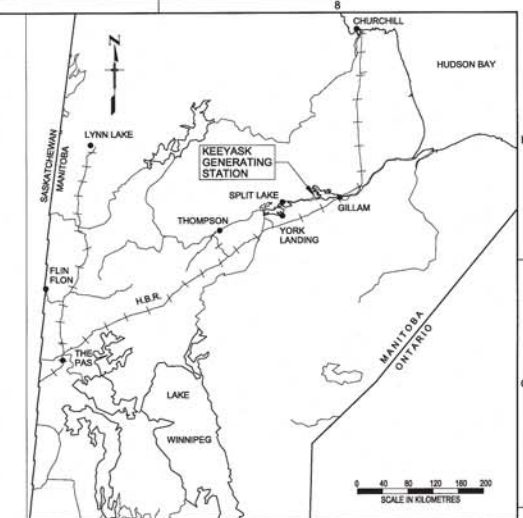 8
CHURCHILL
N
HUDSON BAY
SASKATCHEWAN
MANITOBA
LYNN LAKE
KEEYASK
GENERATING
STATION
SPLIT LAKE
GILLAM
THOMPSON
YORK
LANDING
FLIN
FLON
H.B.R.
MANITOBA
ONTARIO
THE
PAS
LAKE
WINNIPEG
0 40 80 120 160 200
SCALE IN KILOMETRES